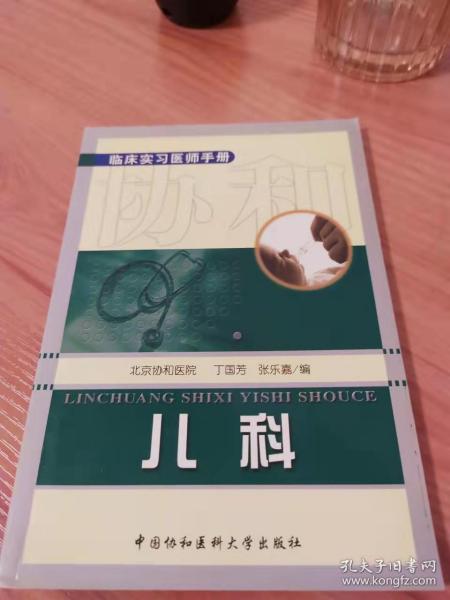 临床实习医师手册
协和
北京协和医院 丁国芳 张乐嘉/编
LINCHUANG SHIXI YISHI SHOUCE
儿科
中国协和医科大学出版社
孔夫子旧书网
www.kongfz.com